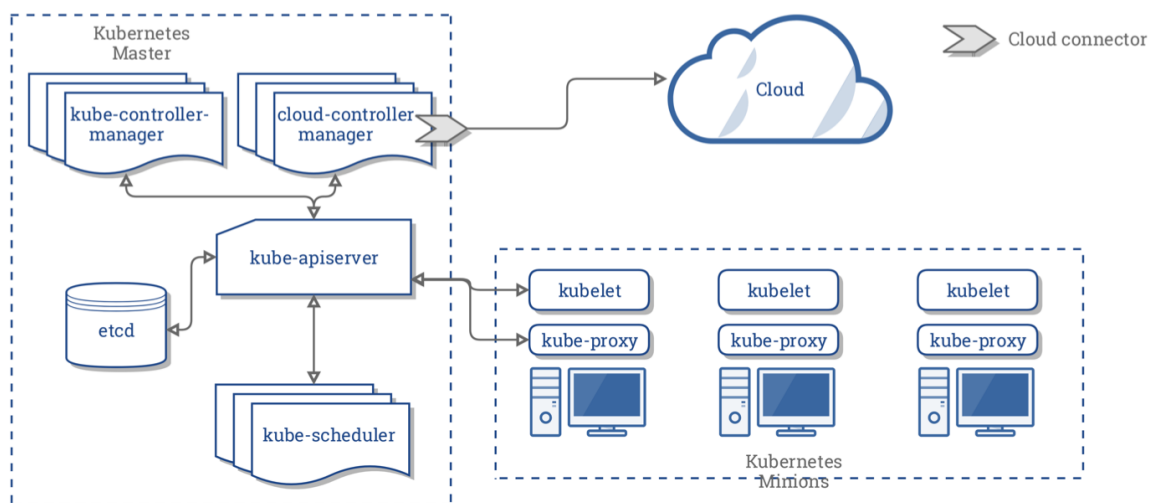 Kubernetes
Master
Cloud connector
kube-controller-
manager
cloud-controller
manager
Cloud
kube-apiserver
etcd
kube-scheduler
kubelet
kubelet
kubelet
kube-proxy
kube-proxy
kube-proxy
Kubernetes
Minions